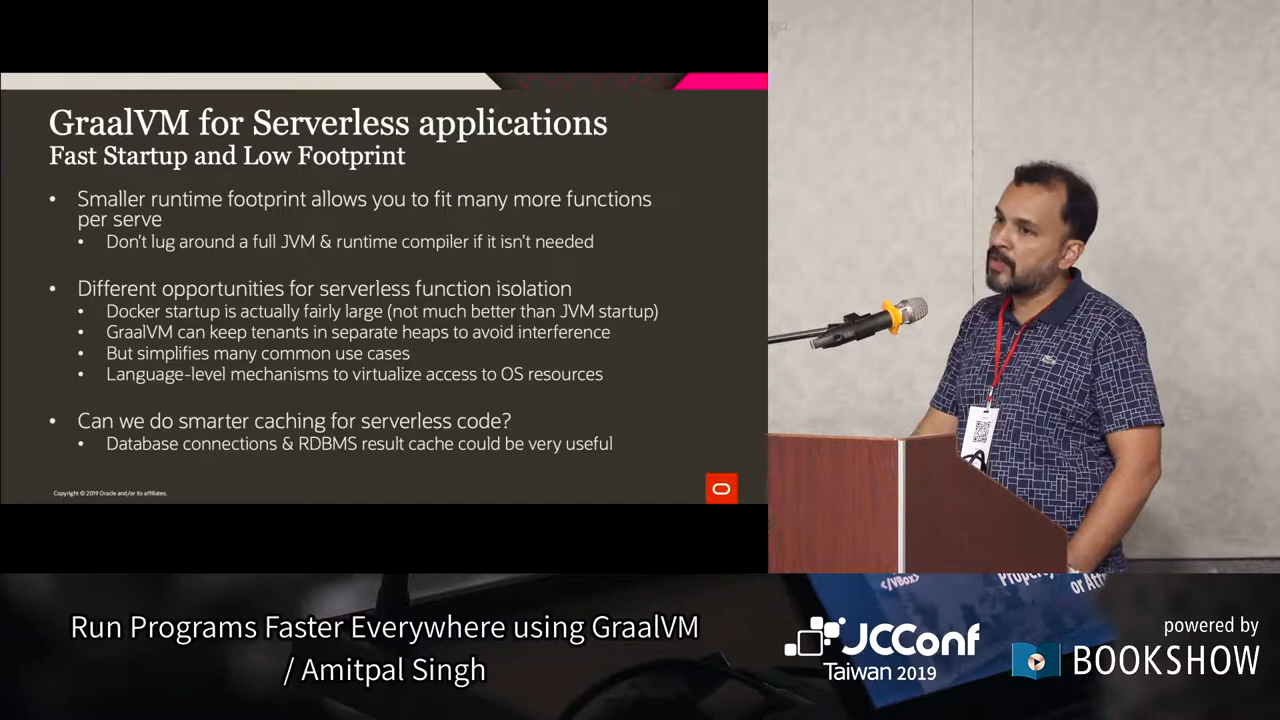 GraalVM for Serverless applications
Fast Startup and Low Footprint
• Smaller runtime footprint allows you to fit many more functions
per serve
• Don't lug around a full JVM & runtime compiler if it isn't needed
• Different opportunities for serverless function isolation
• Docker startup is actually fairly large (not much better than JVM startup)
• GraalVM can keep tenants in separate heaps to avoid interference
• But simplifies many common use cases
• Language-level mechanisms to virtualize access to OS resources
• Can we do smarter caching for serverless code?
• Database connections & RDBMS result cache could be very useful
Copyright © 2019 Oracle and/or its affiliates.
</VBox>
Run Programs Faster Everywhere using GraalVM
/ Amitpal Singh
JCConf
Taiwan 2019
powered by
BOOKSHOW